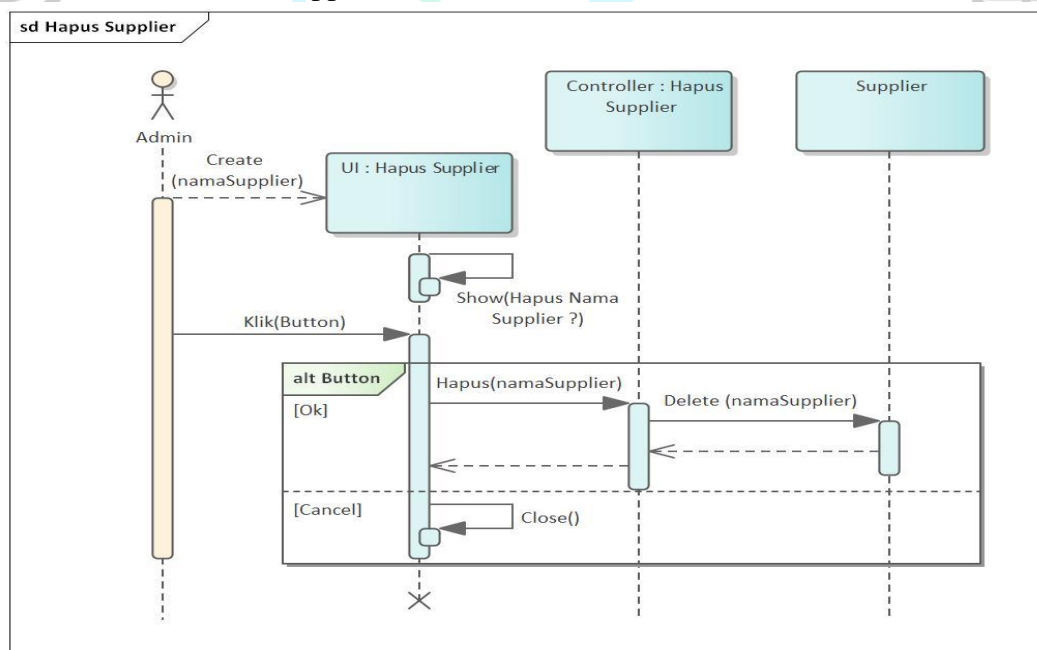 sd Hapus Supplier
Controller : Hapus
Supplier
Supplier
Admin
Create
(namaSupplier)
UI : Hapus Supplier
Show(Hapus Nama
Supplier ?)
Klik(Button)
alt Button
Hapus(namaSupplier)
Delete (namaSupplier)
[Ok]
[Cancel]
Close()